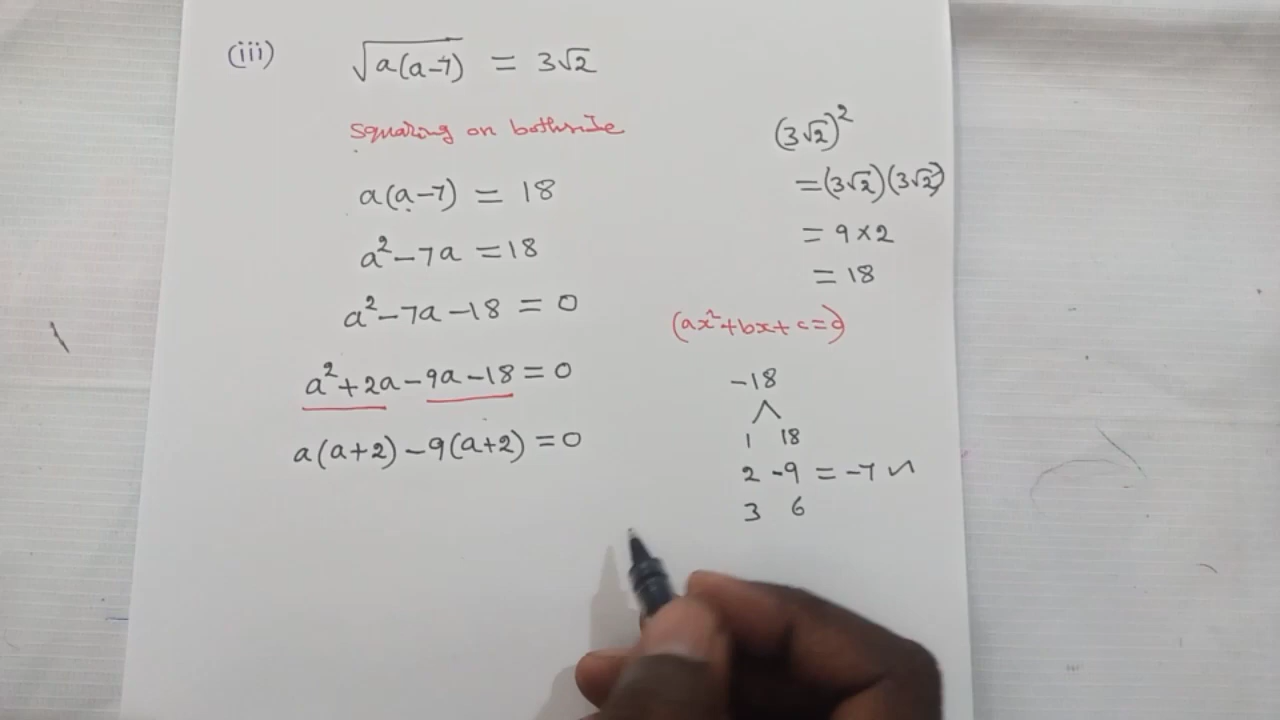 (iii) √a(a-7) = 3√2
squaring on bothside
a(a-7) = 18
a²-7a = 18
a²-7a-18 = 0
a²+2a-9a-18 = 0
a(a+2)-9(a+2) = 0
(3√2)²
= (3√2)(3√2)
= 9×2
= 18
(ax²+bx+c=0)
-18
1 18
2 -9 = -7 ✓
3 6